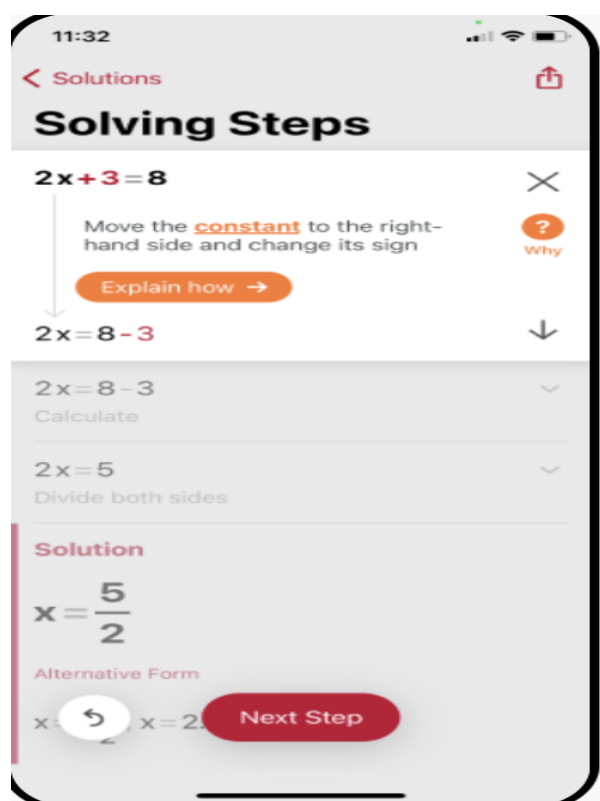 11:32
Solutions
Solving Steps
2x+3=8
Move the constant to the right-
hand side and change its sign
?
Why
Explain how →
2x=8-3
2x=8-3
Calculate
2x=5
Divide both sides
Solution
x=5/2
Alternative Form
x= 2, x=2.
Next Step